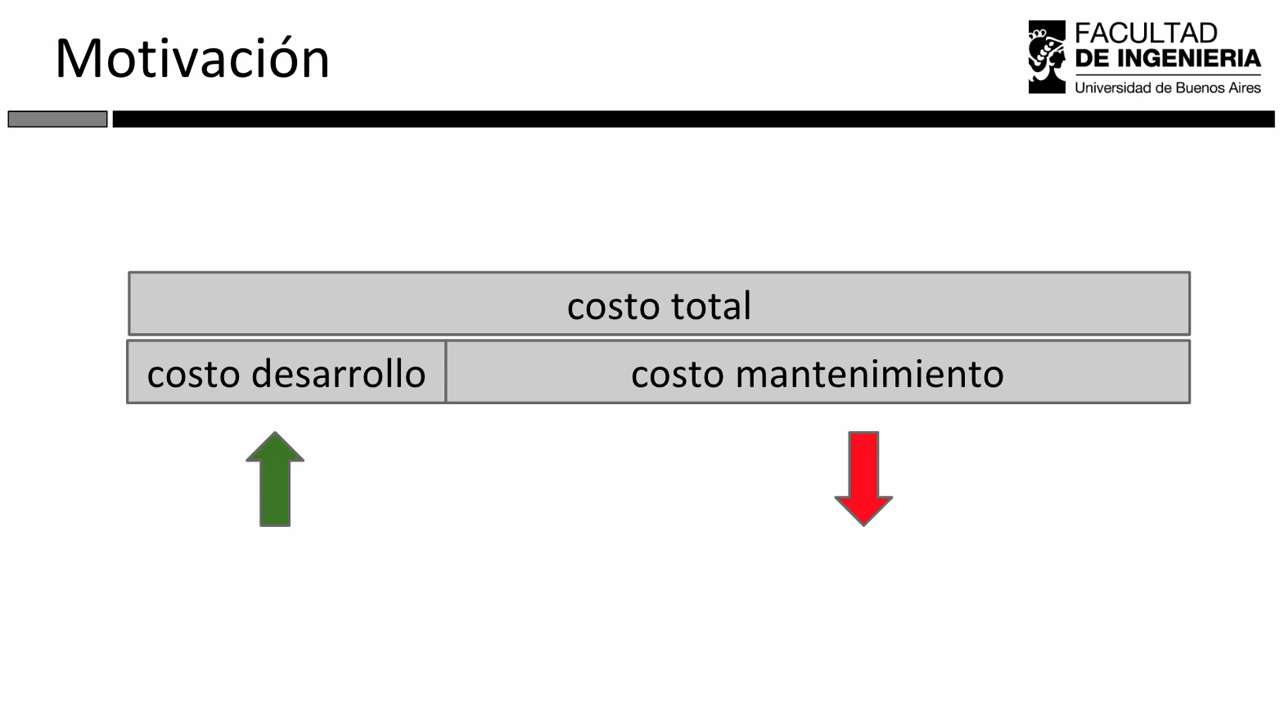 Motivación
FACULTAD
DE INGENIERIA
Universidad de Buenos Aires
costo total
costo desarrollo
costo mantenimiento